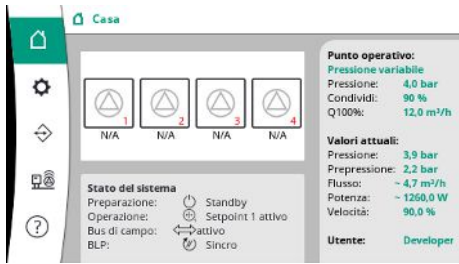 Casa
1
2
3
4
N/A
N/A
N/A
N/A
Stato del sistema
Preparazione: Standby
Operazione: Setpoint 1 attivo
Bus di campo: attivo
BLP: Sincro
Punto operativo:
Pressione variabile
Pressione: 4,0 bar
Condividi: 90 %
Q100%: 12,0 m³/h
Valori attuali:
Pressione: 3,9 bar
Prepressione: 2,2 bar
Flusso: ~ 4,7 m³/h
Potenza: ~ 1260,0 W
Velocità: 90,0 %
Utente: Developer
?